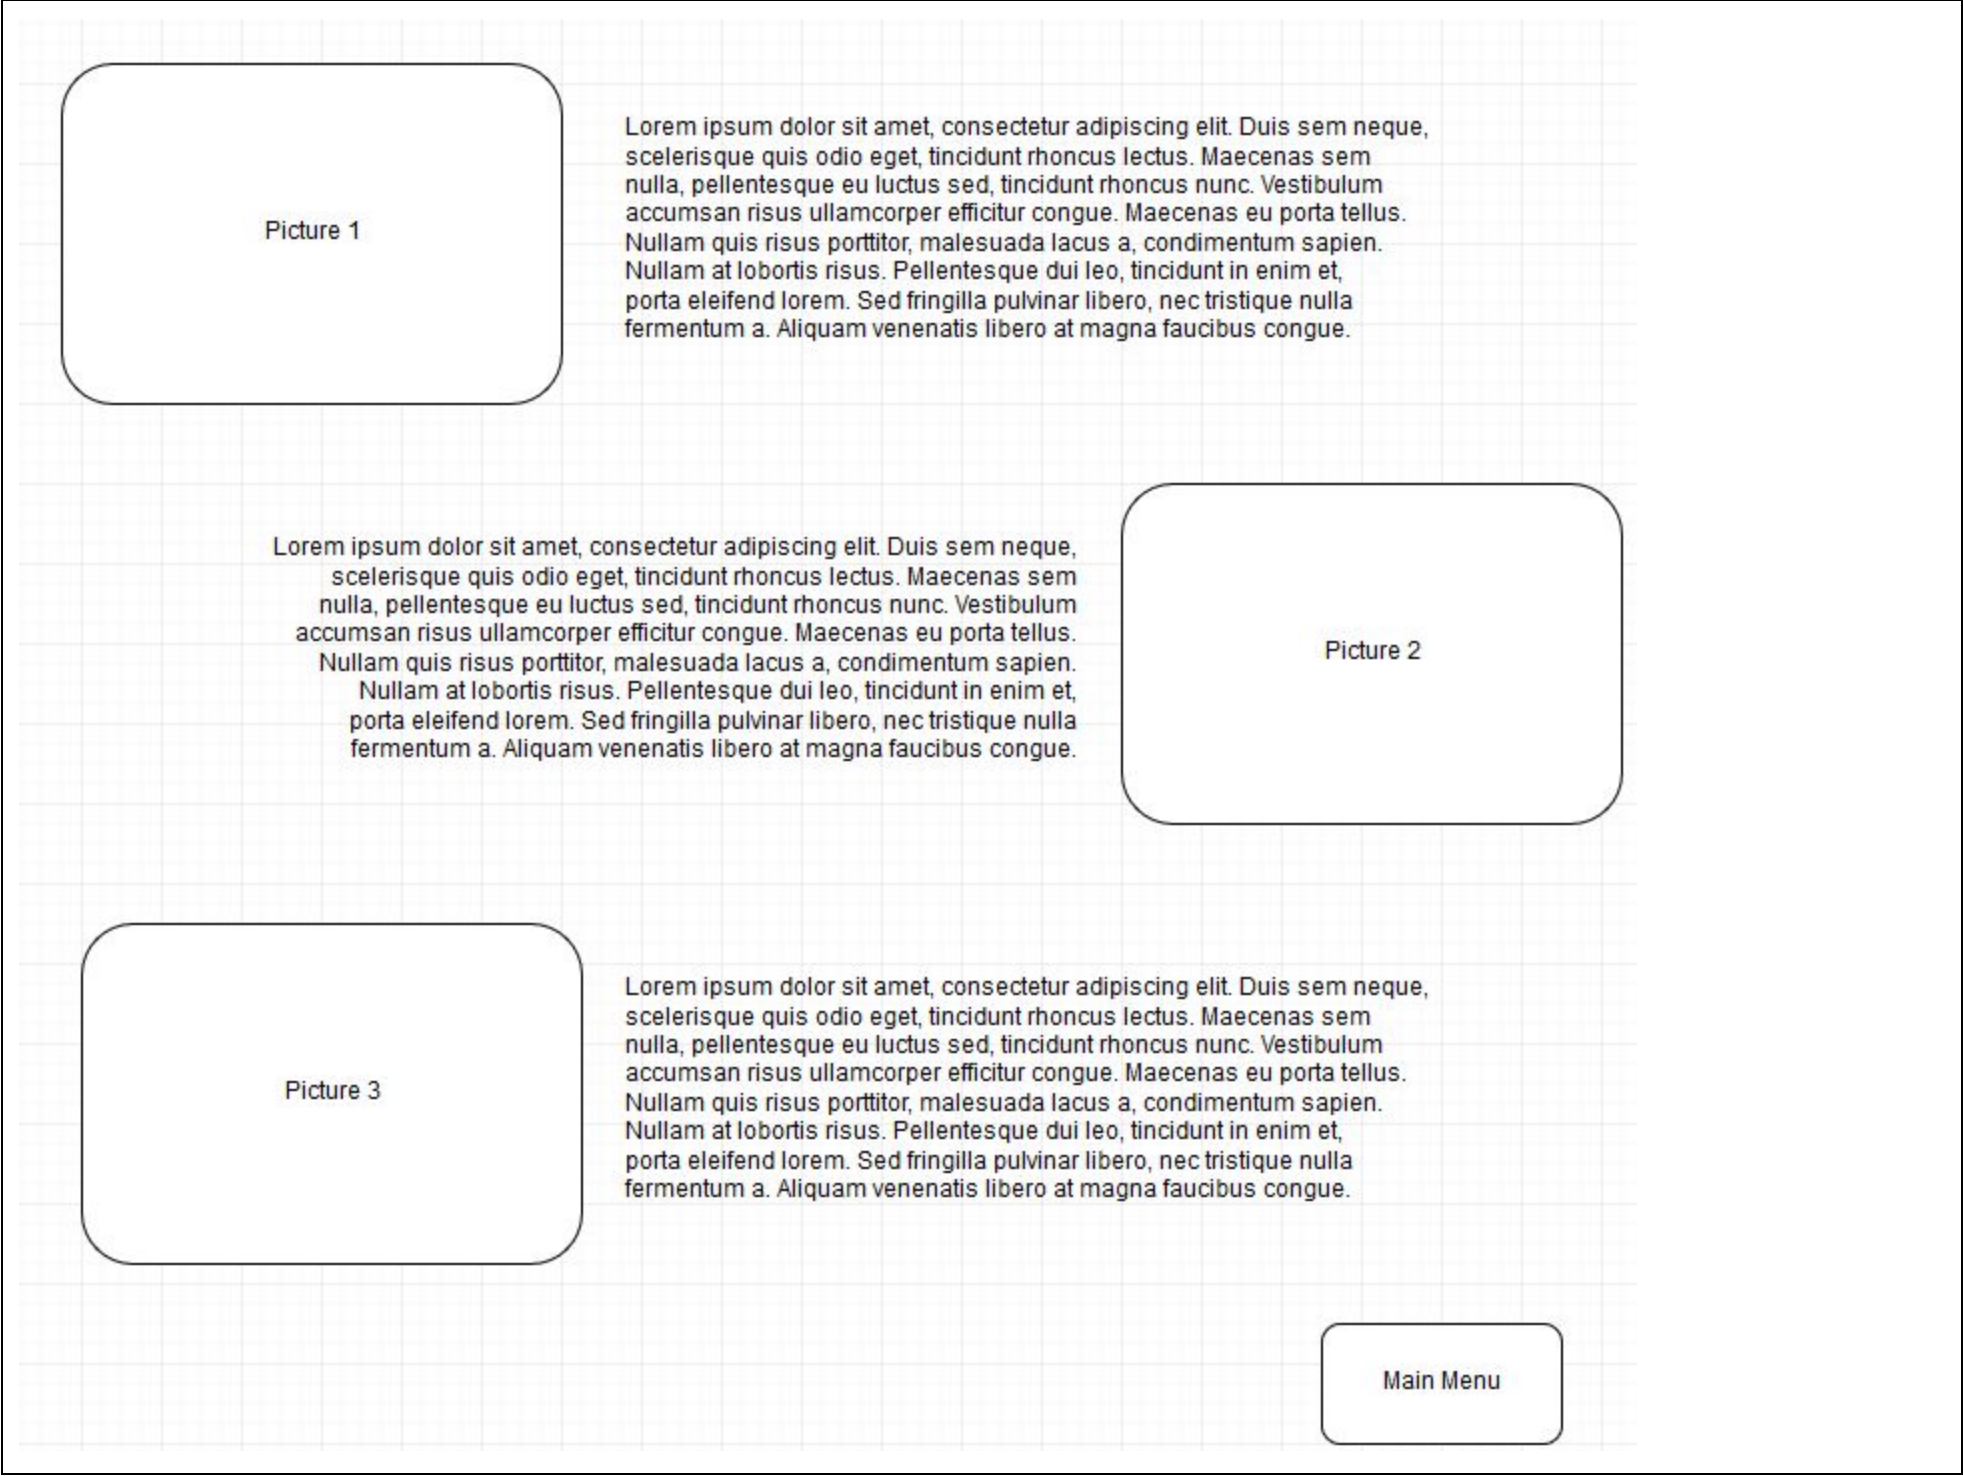 Picture 1
Lorem ipsum dolor sit amet, consectetur adipiscing elit. Duis sem neque,
scelerisque quis odio eget, tincidunt rhoncus lectus. Maecenas sem
nulla, pellentesque eu luctus sed, tincidunt rhoncus nunc. Vestibulum
accumsan risus ullamcorper efficitur congue. Maecenas eu porta tellus.
Nullam quis risus porttitor, malesuada lacus a, condimentum sapien.
Nullam at lobortis risus. Pellentesque dui leo, tincidunt in enim et,
porta eleifend lorem. Sed fringilla pulvinar libero, nec tristique nulla
fermentum a. Aliquam venenatis libero at magna faucibus congue.
Lorem ipsum dolor sit amet, consectetur adipiscing elit. Duis sem neque,
scelerisque quis odio eget, tincidunt rhoncus lectus. Maecenas sem
nulla, pellentesque eu luctus sed, tincidunt rhoncus nunc. Vestibulum
accumsan risus ullamcorper efficitur congue. Maecenas eu porta tellus.
Nullam quis risus porttitor, malesuada lacus a, condimentum sapien.
Nullam at lobortis risus. Pellentesque dui leo, tincidunt in enim et,
porta eleifend lorem. Sed fringilla pulvinar libero, nec tristique nulla
fermentum a. Aliquam venenatis libero at magna faucibus congue.
Picture 2
Picture 3
Lorem ipsum dolor sit amet, consectetur adipiscing elit. Duis sem neque,
scelerisque quis odio eget, tincidunt rhoncus lectus. Maecenas sem
nulla, pellentesque eu luctus sed, tincidunt rhoncus nunc. Vestibulum
accumsan risus ullamcorper efficitur congue. Maecenas eu porta tellus.
Nullam quis risus porttitor, malesuada lacus a, condimentum sapien.
Nullam at lobortis risus. Pellentesque dui leo, tincidunt in enim et,
porta eleifend lorem. Sed fringilla pulvinar libero, nec tristique nulla
fermentum a. Aliquam venenatis libero at magna faucibus congue.
Main Menu